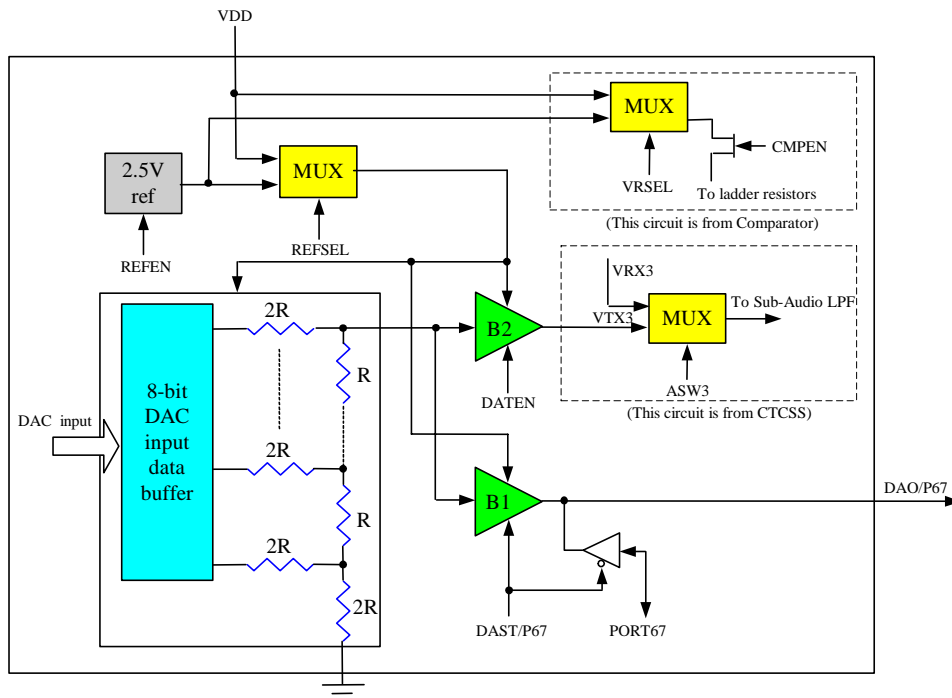 VDD
MUX
CMPEN
2.5V
ref
MUX
VRSEL
To ladder resistors
(This circuit is from Comparator)
REFEN
REFSEL
VRX3
To Sub-Audio LPF
2R
B2
VTX3
MUX
R
8-bit
DAC
input
data
buffer
DATEN
ASW3
(This circuit is from CTCSS)
DAC input
2R
B1
DAO/P67
R
2R
2R
DAST/P67
PORT67